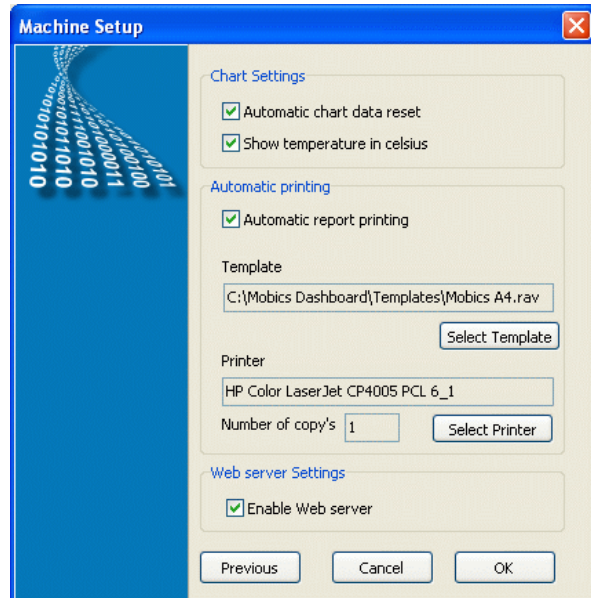 Machine Setup
Chart Settings
Automatic chart data reset
Show temperature in celsius
Automatic printing
Automatic report printing
Template
C:\Mobics Dashboard\Templates\Mobics A4.rav
Select Template
Printer
HP Color LaserJet CP4005 PCL 6_1
Number of copy's 1 Select Printer
Web server Settings
Enable Web server
Previous Cancel OK